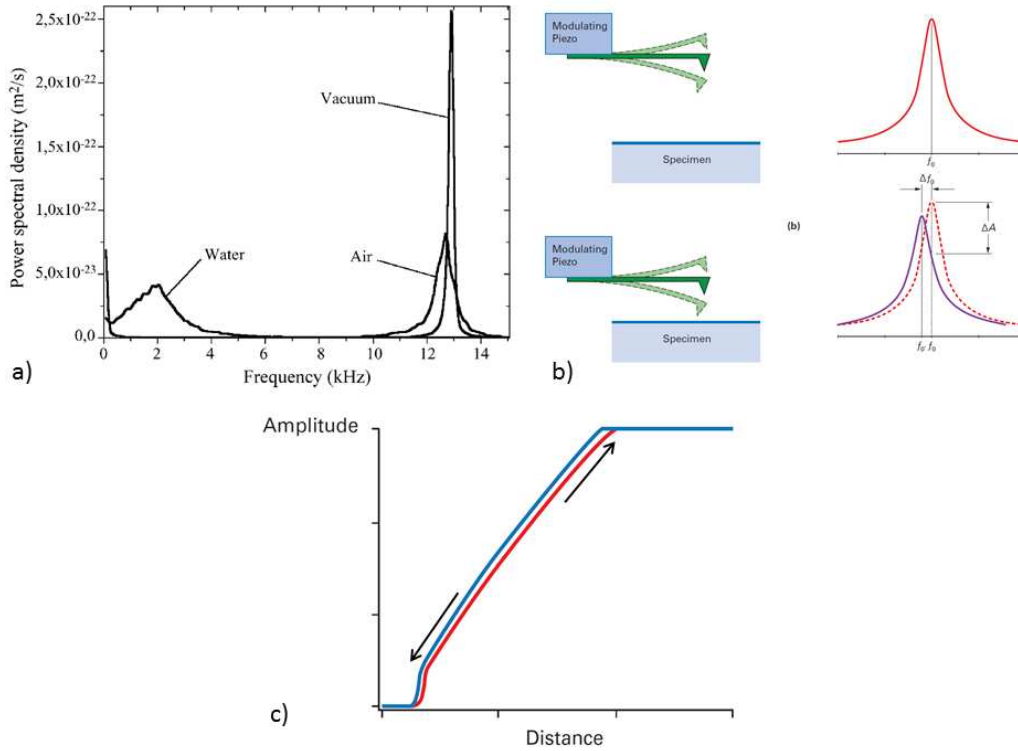 2,5x10-22
2,0x10-22
1,5x10-22
1,0x10-22
5,0x10-23
0,0
Power spectral density (m2/s)
Vacuum
Water
Air
0
2
4
6
8
10
12
14
Frequency (kHz)
a)
Modulating
Piezo
Specimen
f0
Modulating
Piezo
Specimen
b)
(b)
Δf0
ΔA
f0' f0
Amplitude
c)
Distance